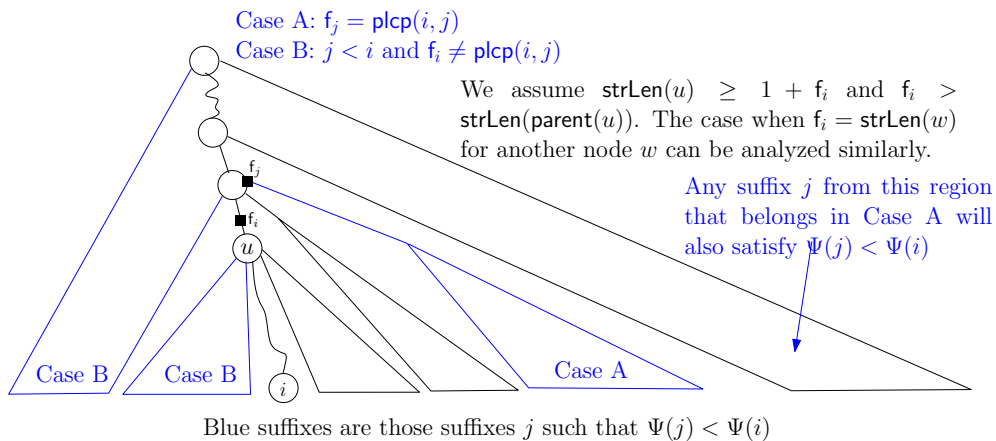 Case A: f_j = plcp(i, j)
Case B: j < i and f_i ≠ plcp(i, j)
We assume strLen(u) ≥ 1 + f_i and f_i >
strLen(parent(u)). The case when f_i = strLen(w)
for another node w can be analyzed similarly.
f_j
Any suffix j from this region
that belongs in Case A will
also satisfy Ψ(j) < Ψ(i)
f_i
u
Case B
Case B
i
Case A
Blue suffixes are those suffixes j such that Ψ(j) < Ψ(i)